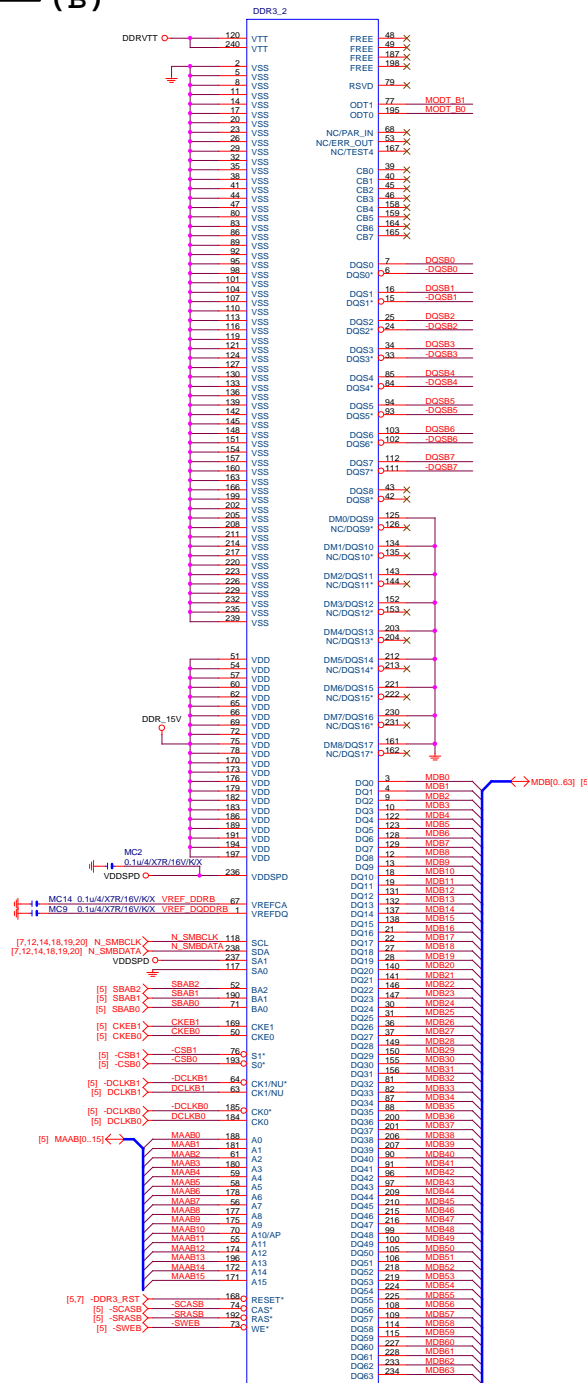 (B)
DDR3_2
DDRVTT 120 VTT
240 VTT
2 VSS
5 VSS
8 VSS
11 VSS
14 VSS
17 VSS
20 VSS
23 VSS
26 VSS
29 VSS
32 VSS
35 VSS
38 VSS
41 VSS
44 VSS
47 VSS
80 VSS
83 VSS
86 VSS
89 VSS
92 VSS
95 VSS
98 VSS
101 VSS
104 VSS
107 VSS
110 VSS
113 VSS
116 VSS
119 VSS
121 VSS
124 VSS
127 VSS
130 VSS
133 VSS
136 VSS
139 VSS
142 VSS
145 VSS
148 VSS
151 VSS
154 VSS
157 VSS
160 VSS
163 VSS
166 VSS
199 VSS
202 VSS
205 VSS
208 VSS
211 VSS
214 VSS
217 VSS
220 VSS
223 VSS
226 VSS
229 VSS
232 VSS
235 VSS
239 VSS
51 VDD
54 VDD
57 VDD
60 VDD
62 VDD
65 VDD
66 VDD
69 VDD
DDR_15V
72 VDD
75 VDD
78 VDD
170 VDD
173 VDD
176 VDD
179 VDD
182 VDD
183 VDD
186 VDD
189 VDD
191 VDD
194 VDD
197 VDD
MC2
0.1u/4/X7R/16V/K/X
VDDSPD 236 VDDSPD
MC14 0.1u/4/X7R/16V/K/X VREF_DDRB 67 VREFCA
MC9 0.1u/4/X7R/16V/K/X VREF_DQDDRB 1 VREFDQ
[7,12,14,18,19,20] N_SMBCLK N_SMBCLK 118 SCL
[7,12,14,18,19,20] N_SMBDATA N_SMBDATA 238 SDA
VDDSPD 237 SA1
117 SA0
[5] SBAB2 SBAB2 52 BA2
[5] SBAB1 SBAB1 190 BA1
[5] SBAB0 SBAB0 71 BA0
[5] CKEB1 CKEB1 169 CKE1
[5] CKEB0 CKEB0 50 CKE0
[5] -CSB1 -CSB1 76 S1*
[5] -CSB0 -CSB0 193 S0*
[5] -DCLKB1 -DCLKB1 64 CK1/NU*
[5] DCLKB1 DCLKB1 63 CK1/NU
[5] -DCLKB0 -DCLKB0 185 CK0*
[5] DCLKB0 DCLKB0 184 CK0
[5] MAAB[0..15]
MAAB0 188 A0
MAAB1 181 A1
MAAB2 61 A2
MAAB3 180 A3
MAAB4 59 A4
MAAB5 58 A5
MAAB6 178 A6
MAAB7 56 A7
MAAB8 177 A8
MAAB9 175 A9
MAAB10 70 A10/AP
MAAB11 55 A11
MAAB12 174 A12
MAAB13 196 A13
MAAB14 172 A14
MAAB15 171 A15
[5,7] -DDR3_RST 168 RESET*
[5] -SCASB -SCASB 74 CAS*
[5] -SRASB -SRASB 192 RAS*
[5] -SWEB -SWEB 73 WE*
FREE 48
FREE 49
FREE 187
FREE 198
RSVD 79
ODT1 77 MODT_B1
ODT0 195 MODT_B0
NC/PAR_IN 68
NC/ERR_OUT 53
NC/TEST4 167
CB0 39
CB1 40
CB2 45
CB3 46
CB4 158
CB5 159
CB6 164
CB7 165
DQS0 7 DQSB0
DQS0* 6 -DQSB0
DQS1 16 DQSB1
DQS1* 15 -DQSB1
DQS2 25 DQSB2
DQS2* 24 -DQSB2
DQS3 34 DQSB3
DQS3* 33 -DQSB3
DQS4 85 DQSB4
DQS4* 84 -DQSB4
DQS5 94 DQSB5
DQS5* 93 -DQSB5
DQS6 103 DQSB6
DQS6* 102 -DQSB6
DQS7 112 DQSB7
DQS7* 111 -DQSB7
DQS8 43
DQS8* 42
DM0/DQS9 125
NC/DQS9* 126
DM1/DQS10 134
NC/DQS10* 135
DM2/DQS11 143
NC/DQS11* 144
DM3/DQS12 152
NC/DQS12* 153
DM4/DQS13 203
NC/DQS13* 204
DM5/DQS14 212
NC/DQS14* 213
DM6/DQS15 221
NC/DQS15* 222
DM7/DQS16 230
NC/DQS16* 231
DM8/DQS17 161
NC/DQS17* 162
DQ0 3 MDB0 MDB[0..63] [5
DQ1 4 MDB1
DQ2 9 MDB2
DQ3 10 MDB3
DQ4 122 MDB4
DQ5 123 MDB5
DQ6 128 MDB6
DQ7 129 MDB7
DQ8 12 MDB8
DQ9 13 MDB9
DQ10 18 MDB10
DQ11 19 MDB11
DQ12 131 MDB12
DQ13 132 MDB13
DQ14 137 MDB14
DQ15 138 MDB15
DQ16 21 MDB16
DQ17 22 MDB17
DQ18 27 MDB18
DQ19 28 MDB19
DQ20 140 MDB20
DQ21 141 MDB21
DQ22 146 MDB22
DQ23 147 MDB23
DQ24 30 MDB24
DQ25 31 MDB25
DQ26 36 MDB26
DQ27 37 MDB27
DQ28 149 MDB28
DQ29 150 MDB29
DQ30 155 MDB30
DQ31 156 MDB31
DQ32 81 MDB32
DQ33 82 MDB33
DQ34 87 MDB34
DQ35 88 MDB35
DQ36 200 MDB36
DQ37 201 MDB37
DQ38 206 MDB38
DQ39 207 MDB39
DQ40 90 MDB40
DQ41 91 MDB41
DQ42 96 MDB42
DQ43 97 MDB43
DQ44 209 MDB44
DQ45 210 MDB45
DQ46 215 MDB46
DQ47 216 MDB47
DQ48 99 MDB48
DQ49 100 MDB49
DQ50 105 MDB50
DQ51 106 MDB51
DQ52 218 MDB52
DQ53 219 MDB53
DQ54 224 MDB54
DQ55 225 MDB55
DQ56 108 MDB56
DQ57 109 MDB57
DQ58 114 MDB58
DQ59 115 MDB59
DQ60 227 MDB60
DQ61 228 MDB61
DQ62 233 MDB62
DQ63 234 MDB63